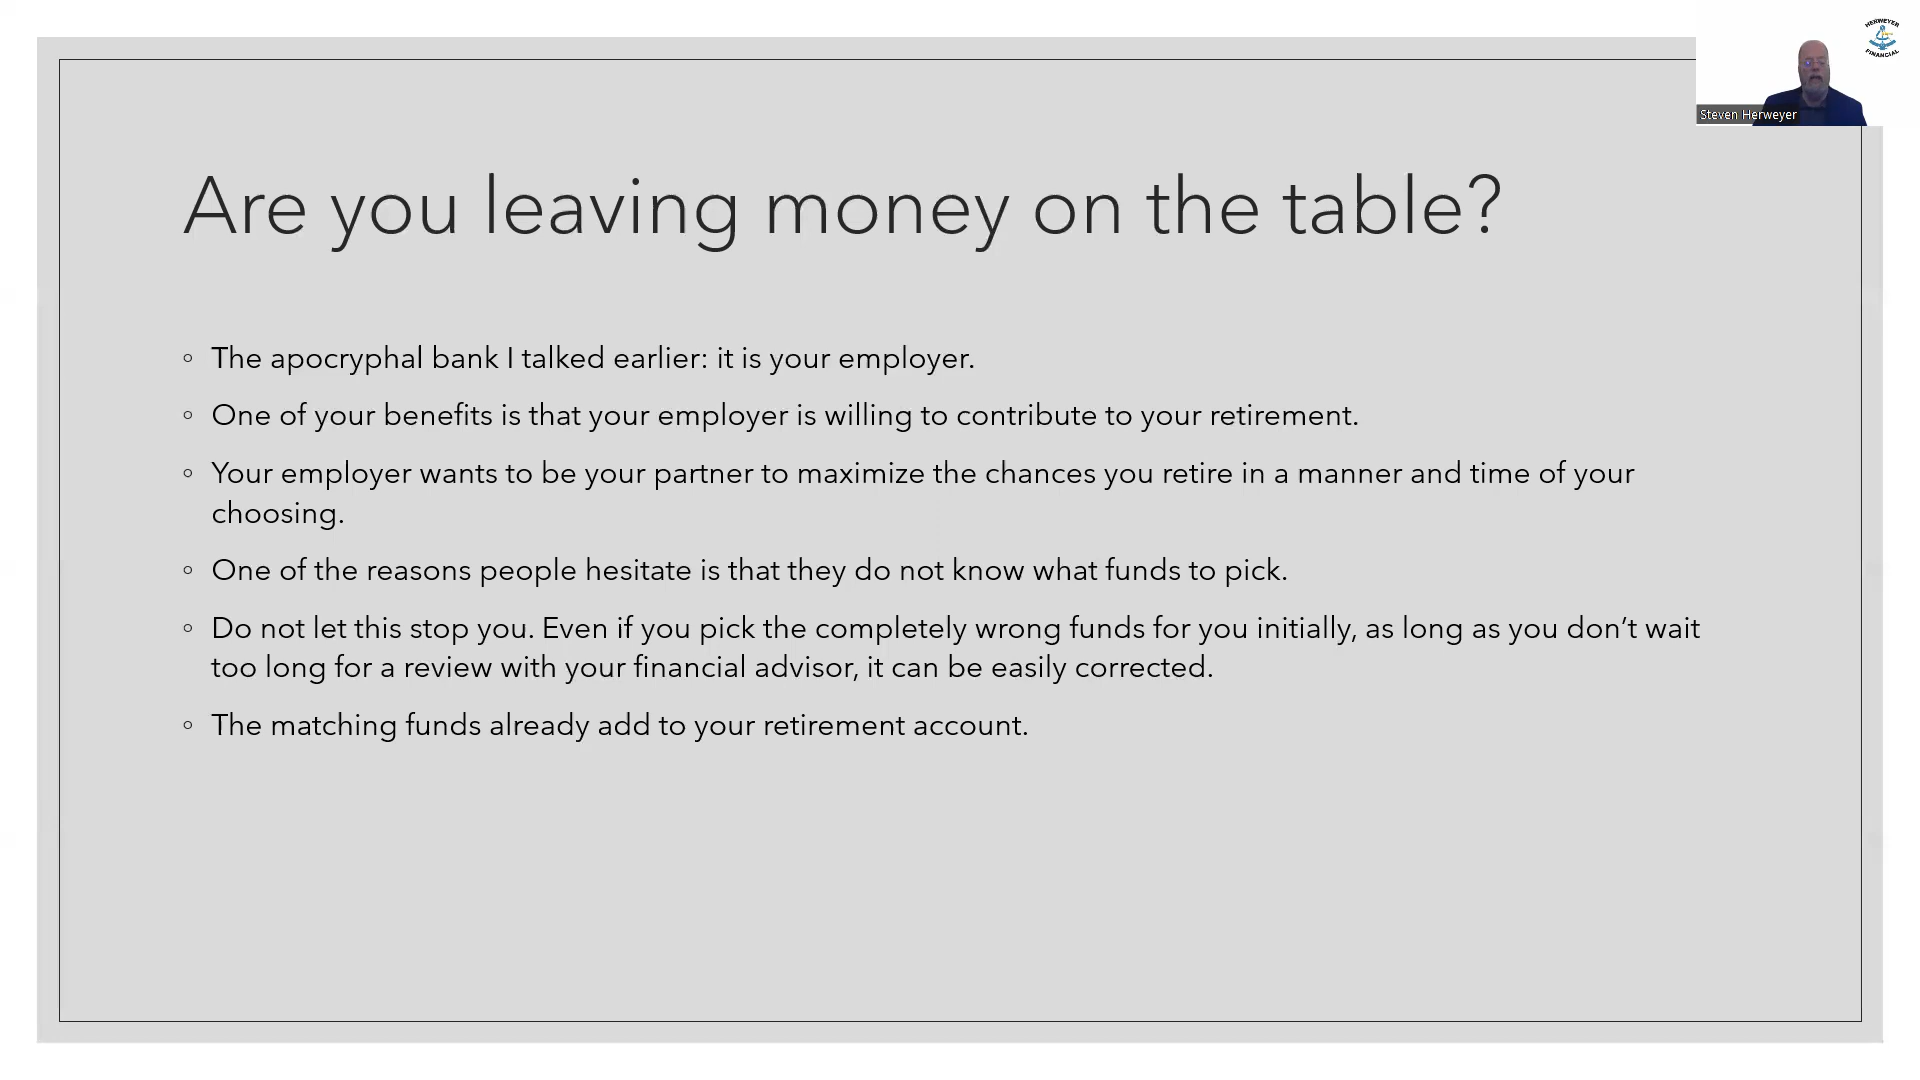 HERWEYER
FINANCIAL
Steven Herweyer
Are you leaving money on the table?
◦ The apocryphal bank I talked earlier: it is your employer.
◦ One of your benefits is that your employer is willing to contribute to your retirement.
◦ Your employer wants to be your partner to maximize the chances you retire in a manner and time of your
choosing.
◦ One of the reasons people hesitate is that they do not know what funds to pick.
◦ Do not let this stop you. Even if you pick the completely wrong funds for you initially, as long as you don’t wait
too long for a review with your financial advisor, it can be easily corrected.
◦ The matching funds already add to your retirement account.